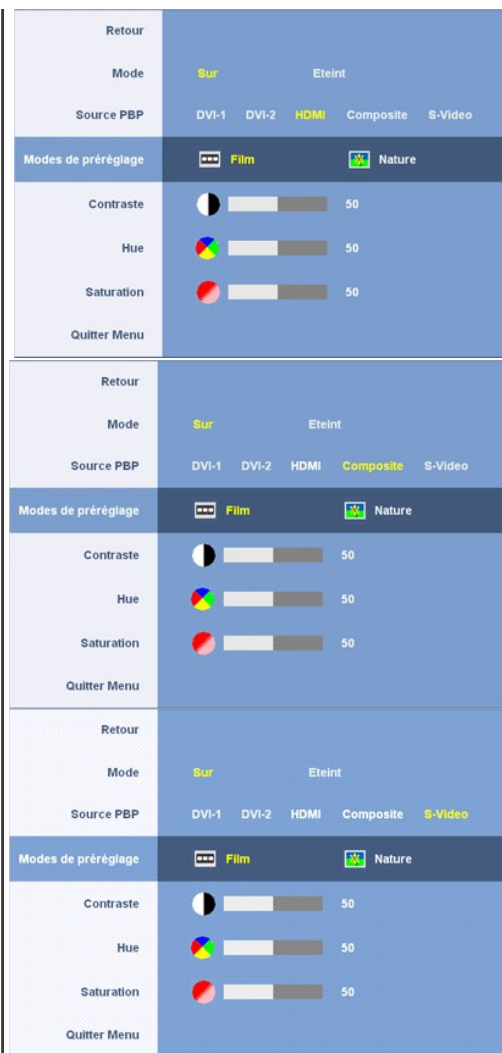 Retour
Mode Sur Eteint
Source PBP DVI-1 DVI-2 HDMI Composite S-Video
Modes de préréglage Film Nature
Contraste 50
Hue 50
Saturation 50
Quitter Menu
Retour
Mode Sur Eteint
Source PBP DVI-1 DVI-2 HDMI Composite S-Video
Modes de préréglage Film Nature
Contraste 50
Hue 50
Saturation 50
Quitter Menu
Retour
Mode Sur Eteint
Source PBP DVI-1 DVI-2 HDMI Composite S-Video
Modes de préréglage Film Nature
Contraste 50
Hue 50
Saturation 50
Quitter Menu